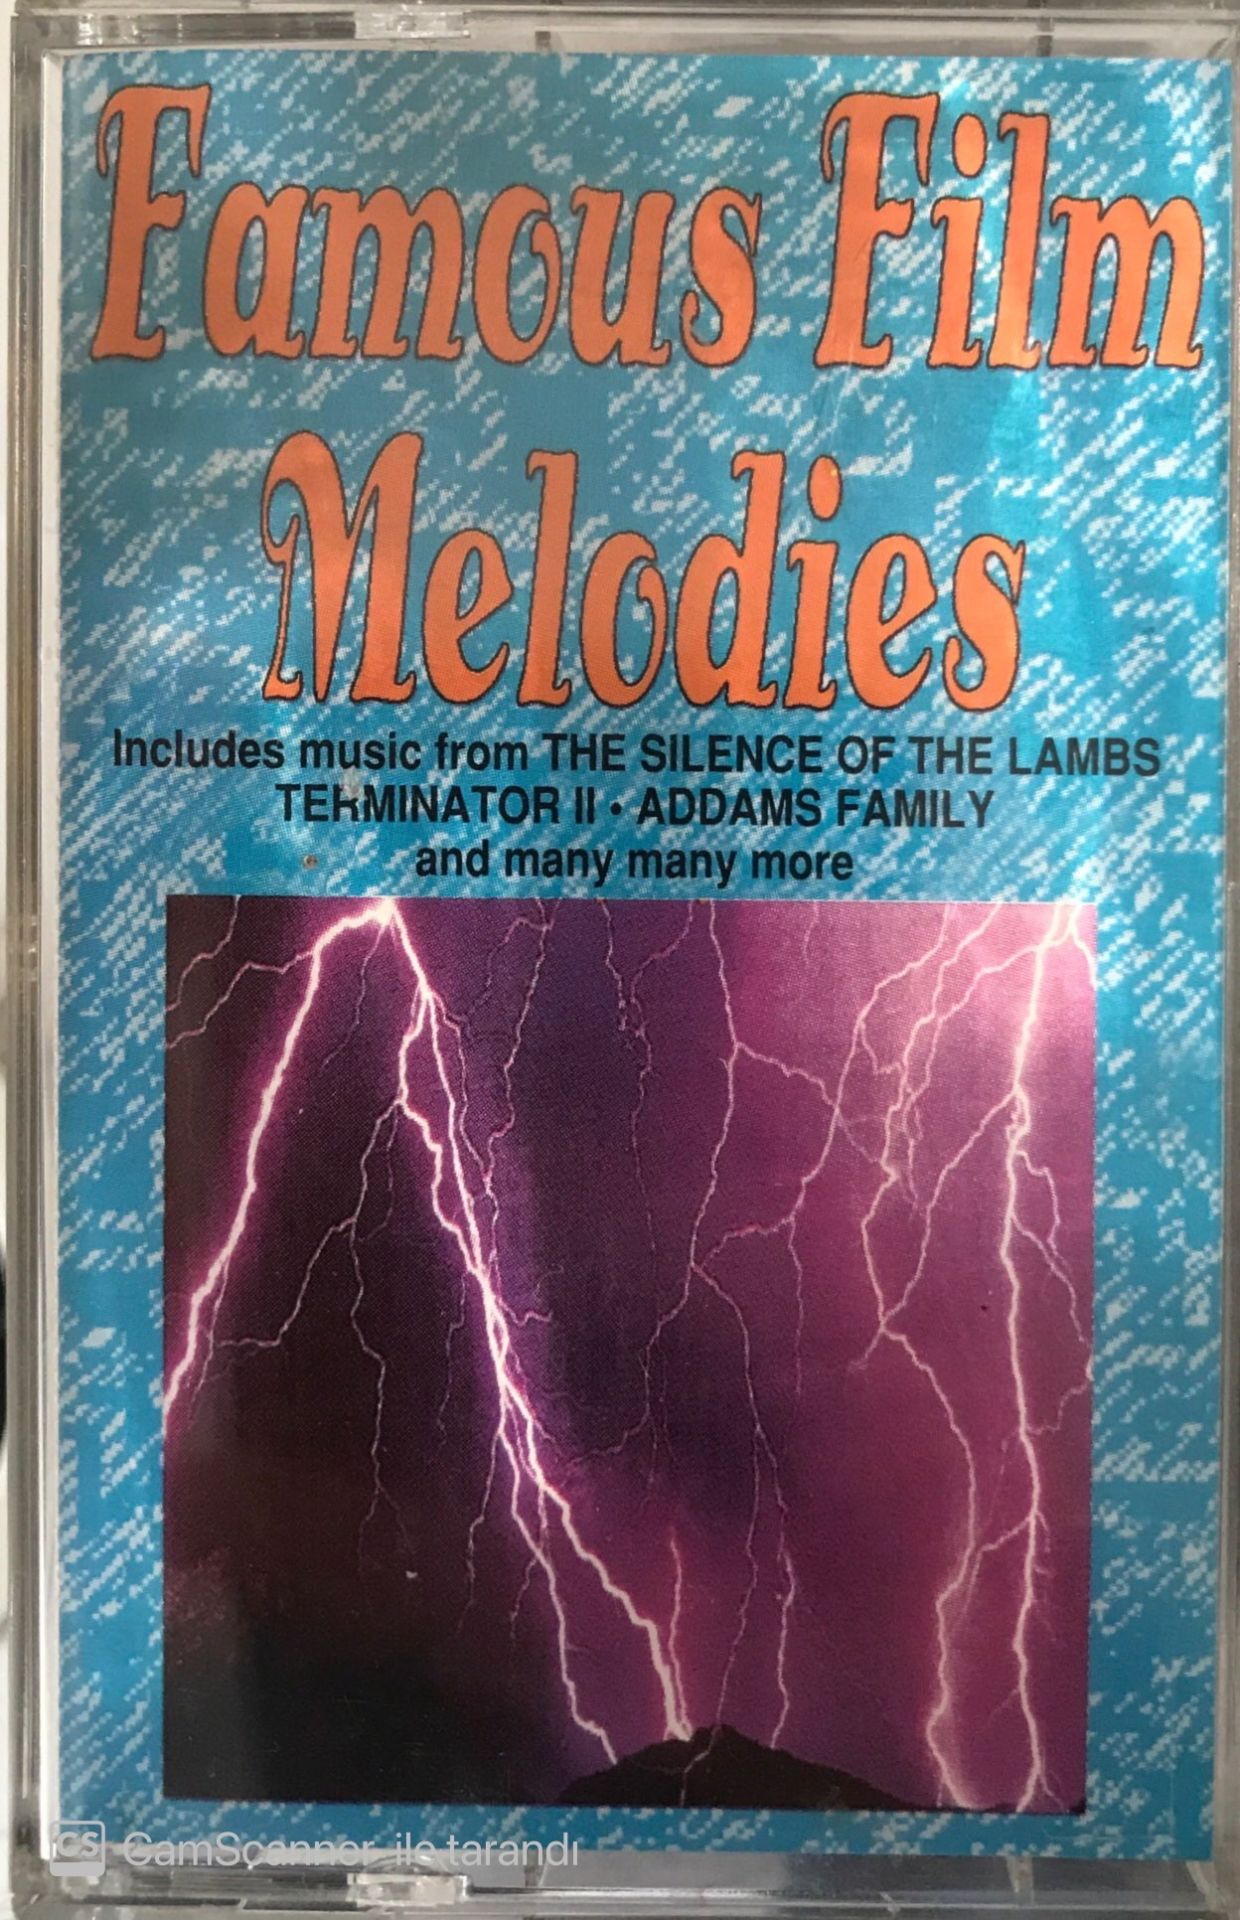 Famous Film
Melodies
Includes music from THE SILENCE OF THE LAMBS
TERMINATOR II • ADDAMS FAMILY
and many many more
CS CamScanner ile tarandı